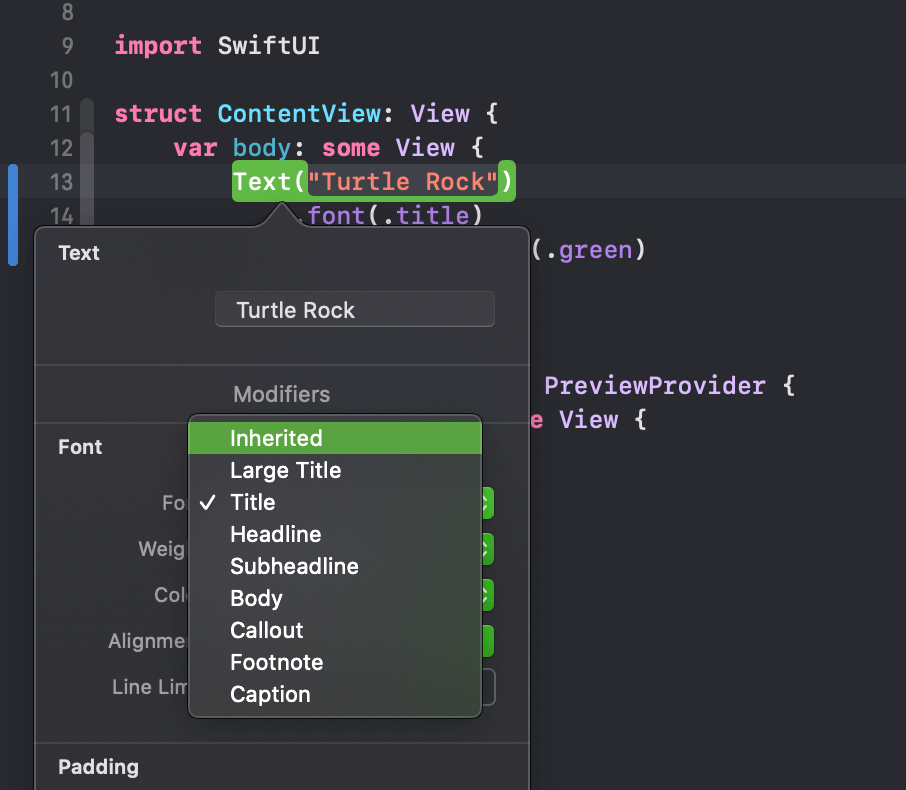 8
9 import SwiftUI
10
11 struct ContentView: View {
12 var body: some View {
13 Text("Turtle Rock")
14 .font(.title)
(.green)
Text
Turtle Rock
PreviewProvider {
Modifiers
e View {
Inherited
Font
Large Title
Fo ✓ Title
Headline
Weig
Subheadline
Col Body
Callout
Alignme
Footnote
Line Lim Caption
Padding